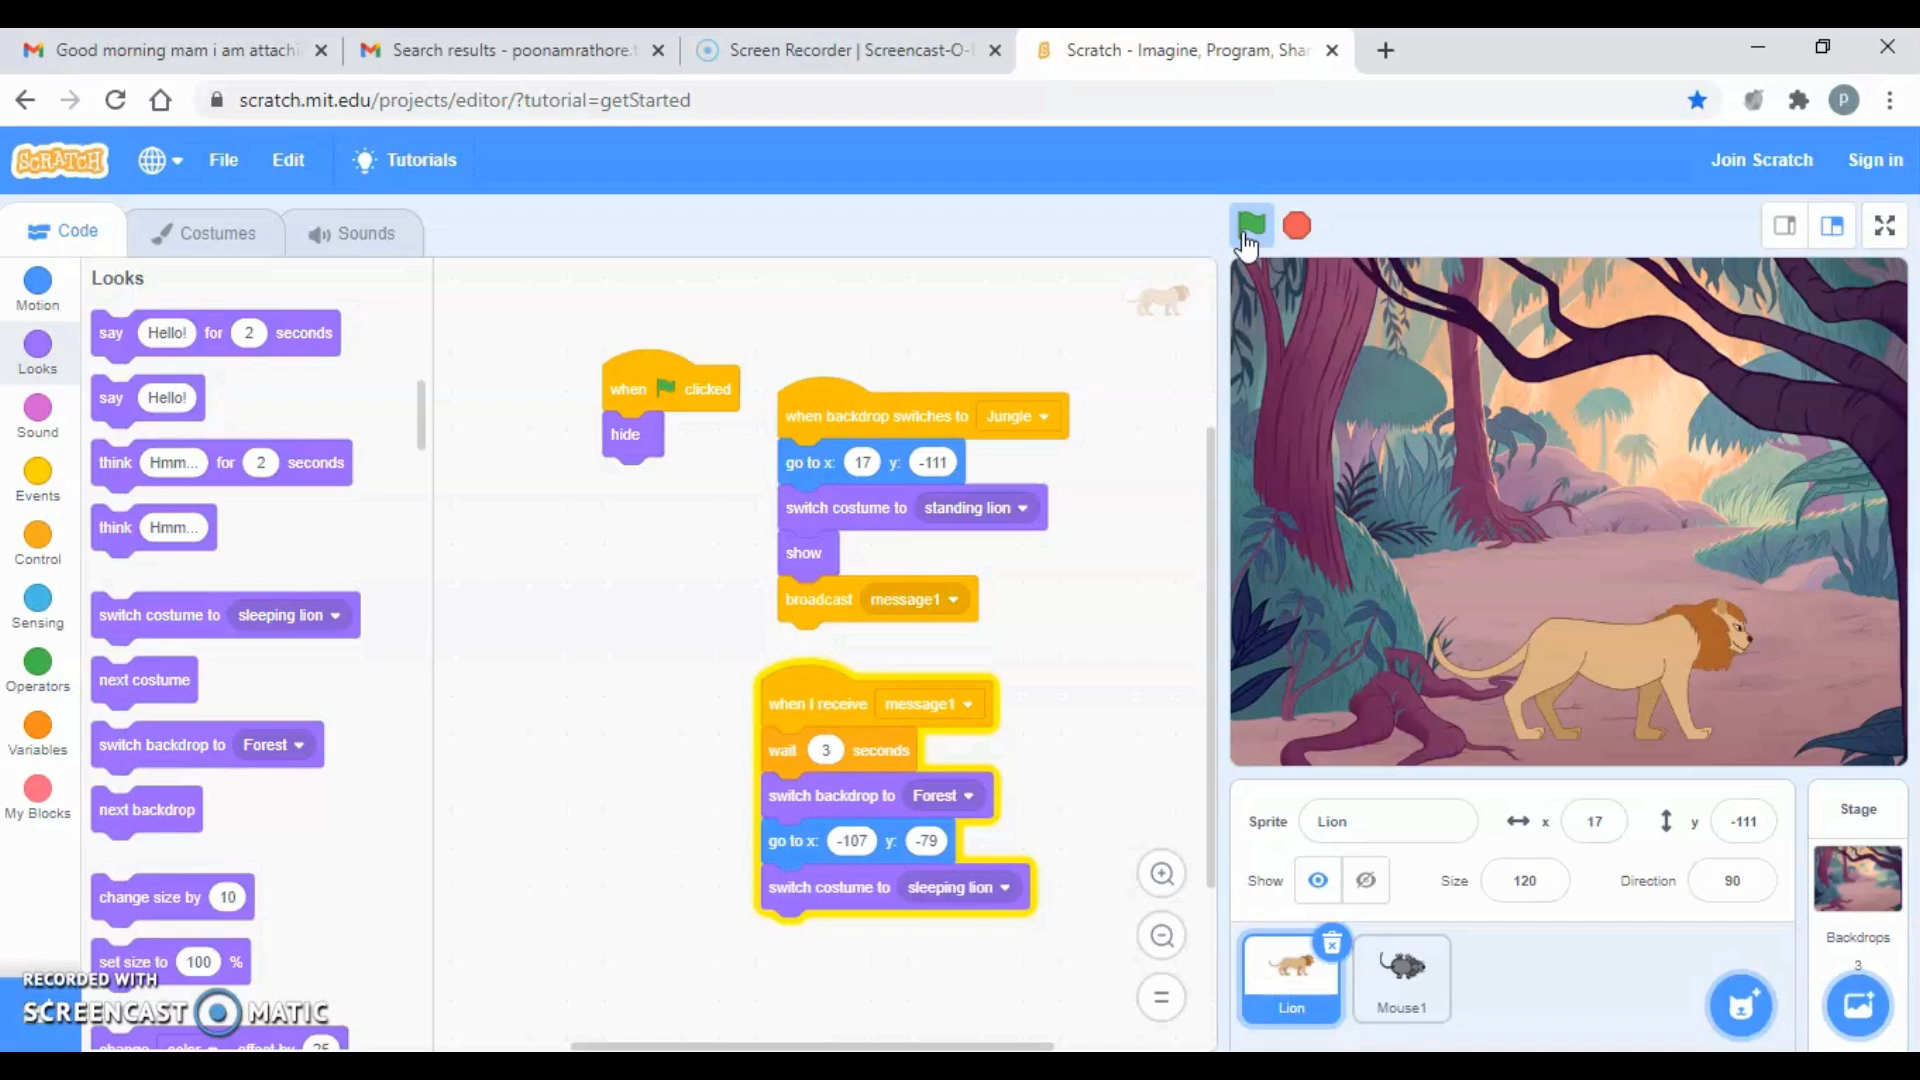 Good morning mam i am attachi
Search results - poonamrathore.t
Screen Recorder | Screencast-O-
Scratch - Imagine, Program, Shar
scratch.mit.edu/projects/editor/?tutorial=getStarted
P
SCRATCH
File
Edit
Tutorials
Join Scratch
Sign in
Code
Costumes
Sounds
Motion
Looks
Sound
Events
Control
Sensing
Operators
Variables
My Blocks
Looks
say Hello! for 2 seconds
say Hello!
think Hmm... for 2 seconds
think Hmm...
switch costume to sleeping lion
next costume
switch backdrop to Forest
next backdrop
change size by 10
set size to 100 %
change color effect by 25
RECORDED WITH
SCREENCAST MATIC
when clicked
hide
when backdrop switches to Jungle
go to x: 17 y: -111
switch costume to standing lion
show
broadcast message1
when I receive message1
wait 3 seconds
switch backdrop to Forest
go to x: -107 y: -79
switch costume to sleeping lion
Sprite Lion x 17 y -111
Show Size 120 Direction 90
Lion
Mouse1
Stage
Backdrops
3